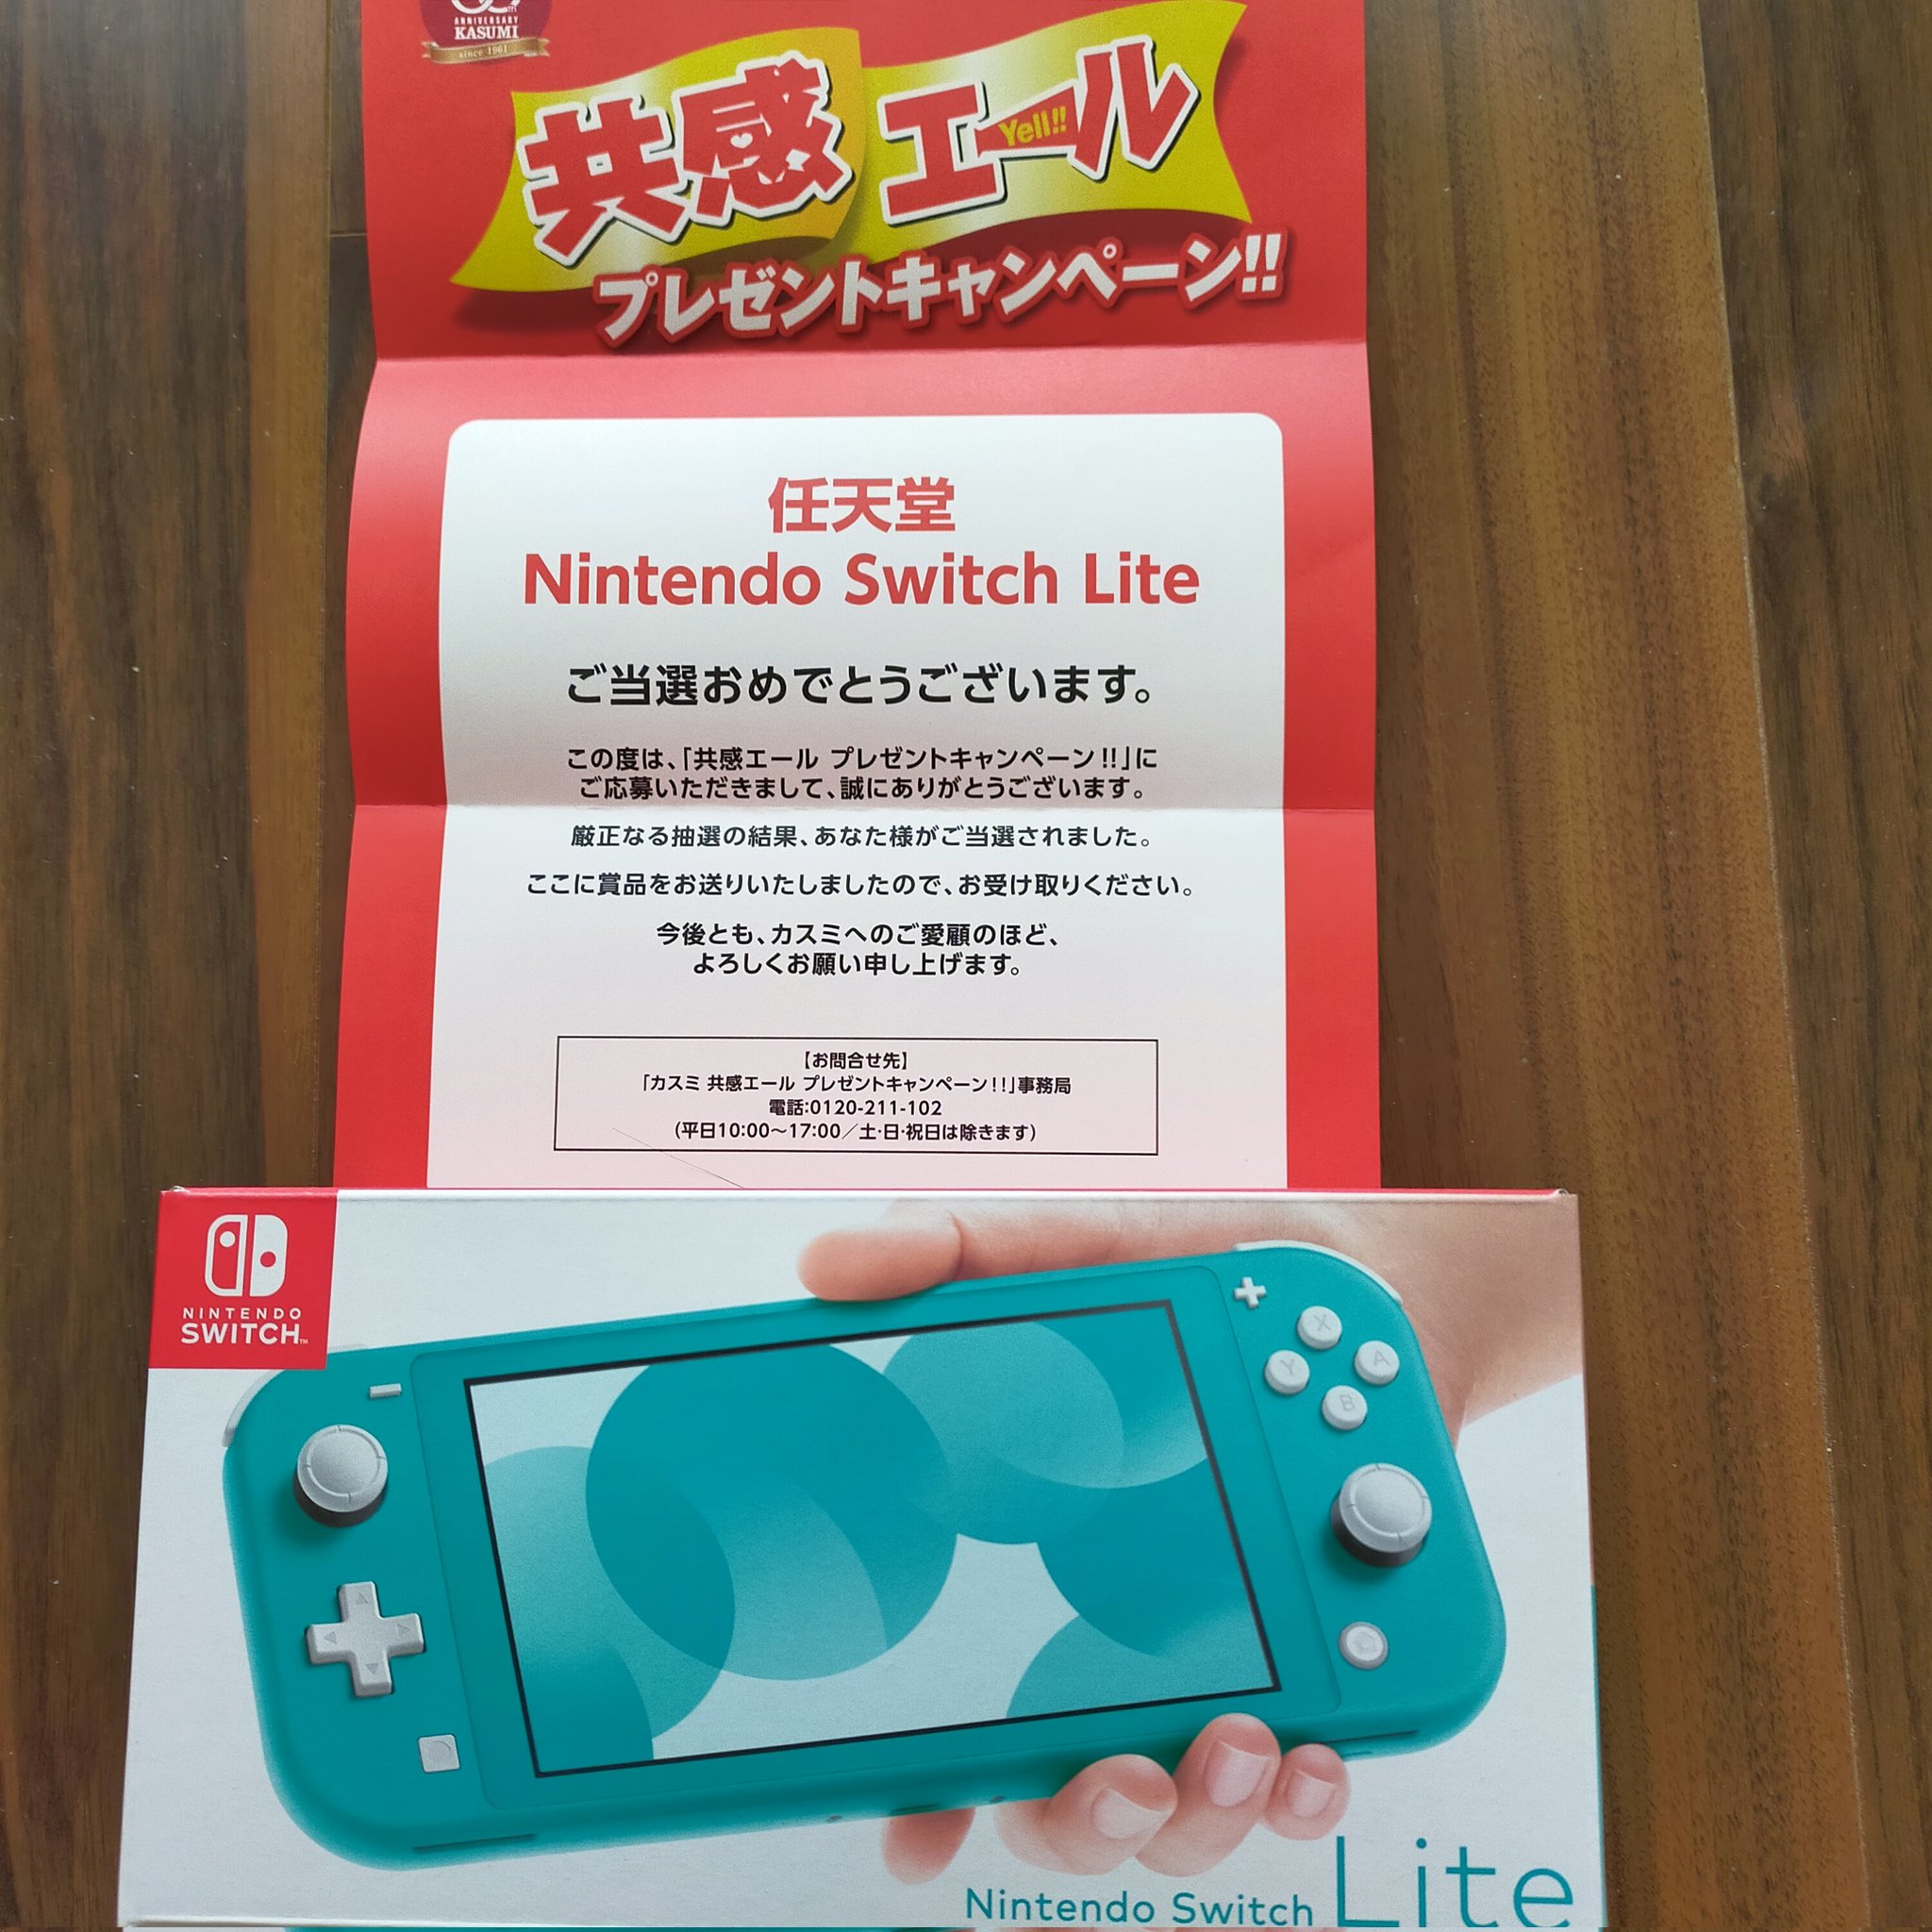 ANNIVERSARY
KASUMI
since 1961
共感エール
Yell!!
プレゼントキャンペーン!!
任天堂
Nintendo Switch Lite
ご当選おめでとうございます。
この度は、「共感エール プレゼントキャンペーン!!」に
ご応募いただきまして、誠にありがとうございます。
厳正なる抽選の結果、あなた様がご当選されました。
ここに賞品をお送りいたしましたので、お受け取りください。
今後とも、カスミへのご愛顧のほど、
よろしくお願い申し上げます。
【お問合せ先】
「カスミ 共感エール プレゼントキャンペーン!!」事務局
電話:0120-211-102
(平日10:00〜17:00／土・日・祝日は除きます)
NINTENDO
SWITCH™
X
Y A
B
Nintendo Switch Lite